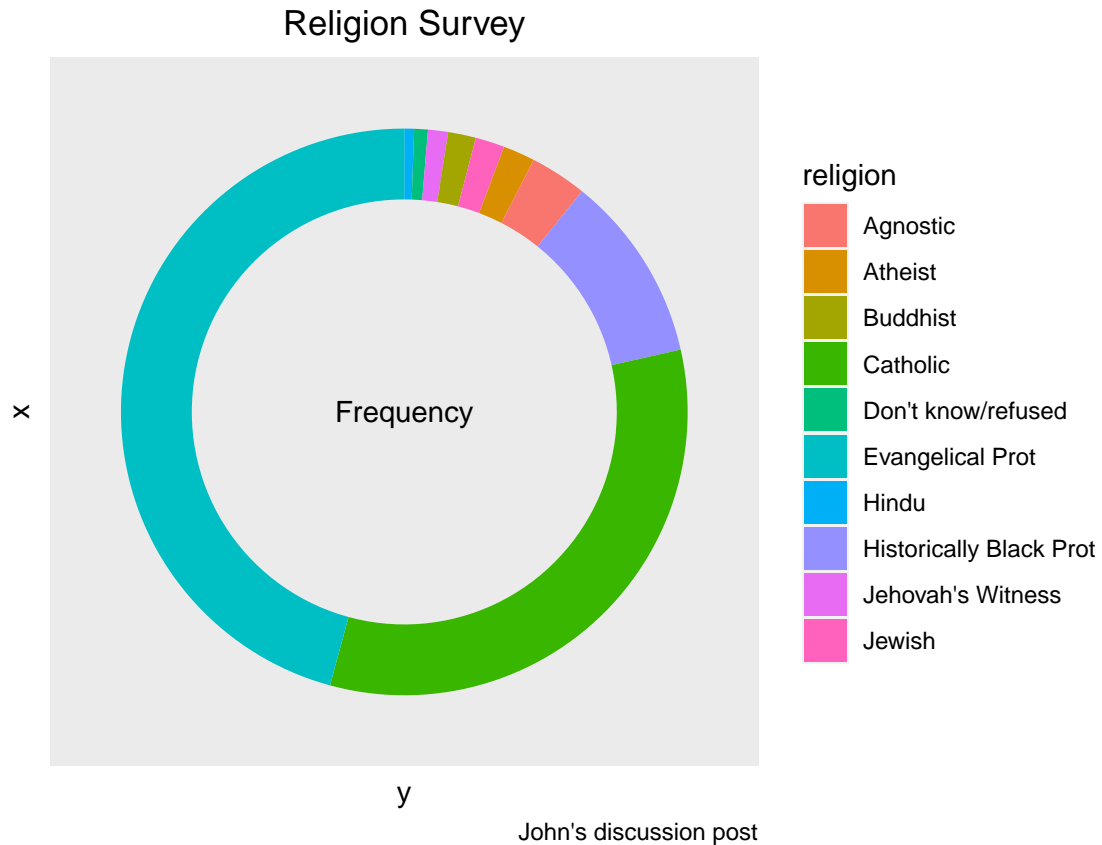 Religion Survey
x
Frequency
y
John's discussion post
religion
Agnostic
Atheist
Buddhist
Catholic
Don't know/refused
Evangelical Prot
Hindu
Historically Black Prot
Jehovah's Witness
Jewish